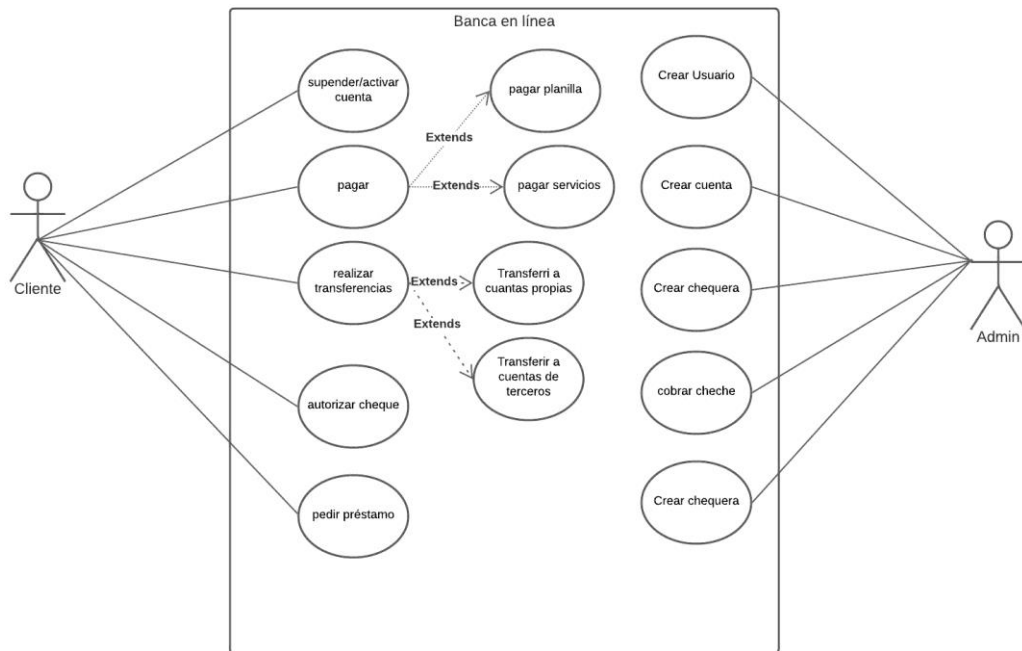 Banca en línea
supender/activar
cuenta
pagar planilla
Crear Usuario
Extends
pagar
Extends
pagar servicios
Crear cuenta
Cliente
realizar
transferencias
Extends
Transferri a
cuantas propias
Crear chequera
Admin
Extends
Transferir a
cuentas de
terceros
autorizar cheque
cobrar cheche
pedir préstamo
Crear chequera